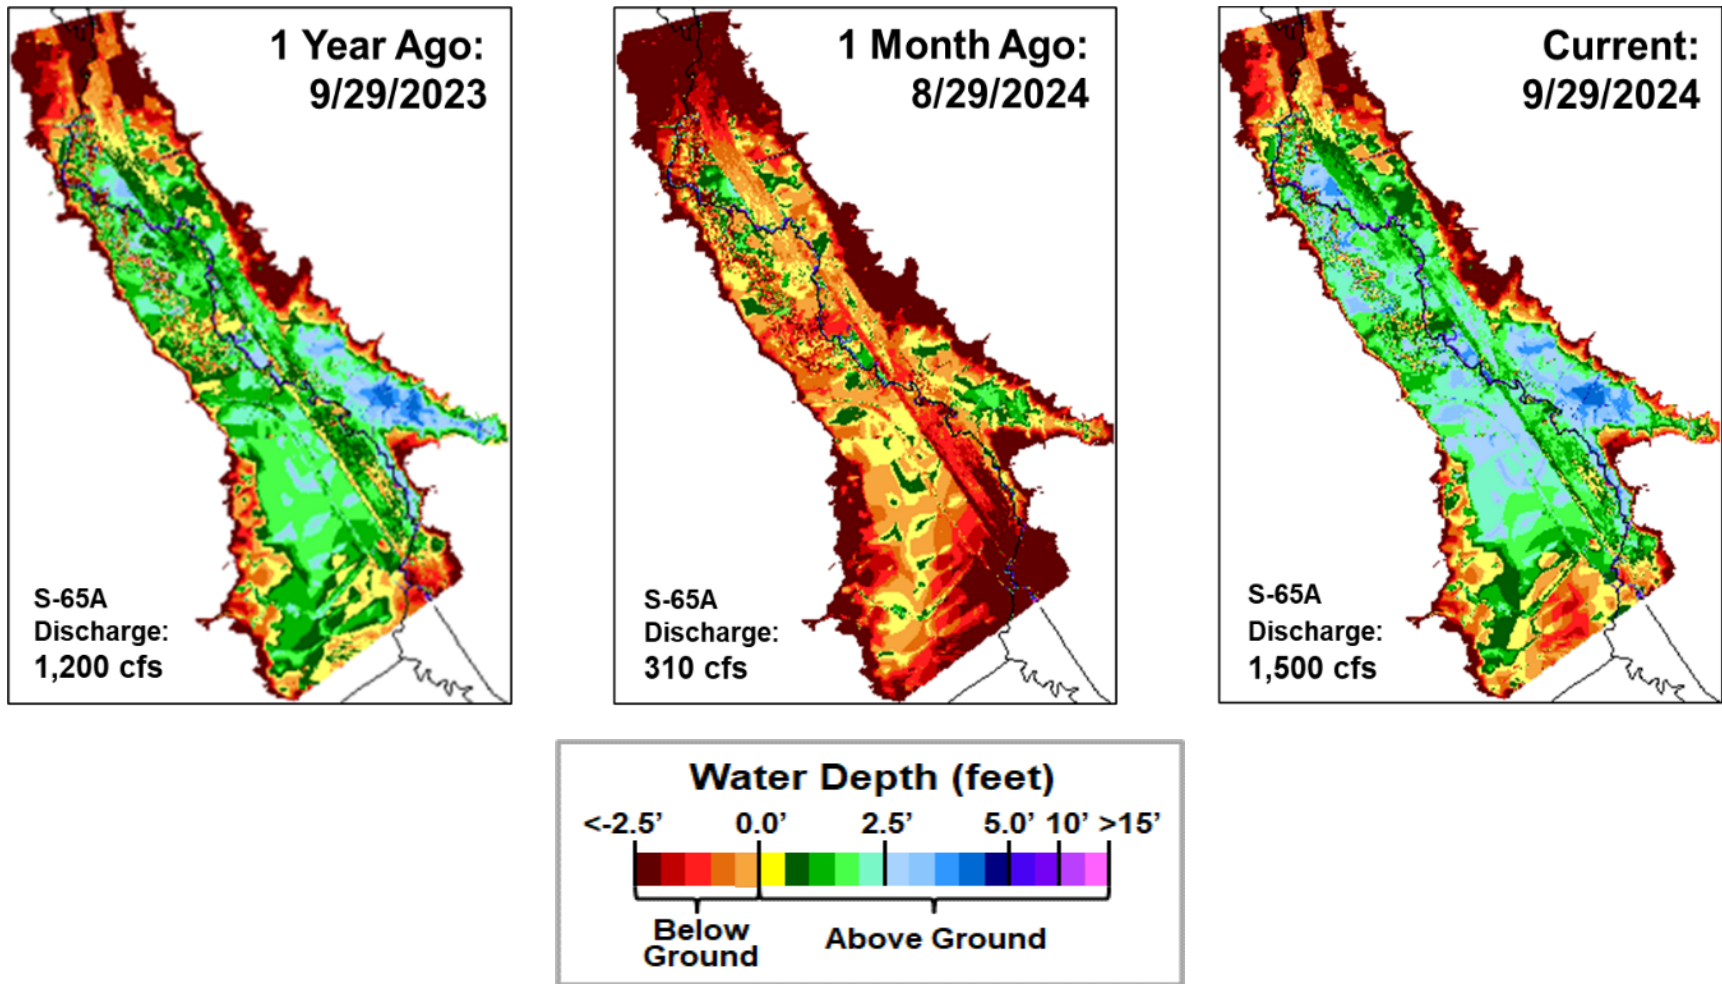 1 Year Ago:
9/29/2023
S-65A
Discharge:
1,200 cfs
1 Month Ago:
8/29/2024
S-65A
Discharge:
310 cfs
Current:
9/29/2024
S-65A
Discharge:
1,500 cfs
Water Depth (feet)
<-2.5’ 0.0’ 2.5’ 5.0’ 10’ >15’
Below
Ground
Above Ground